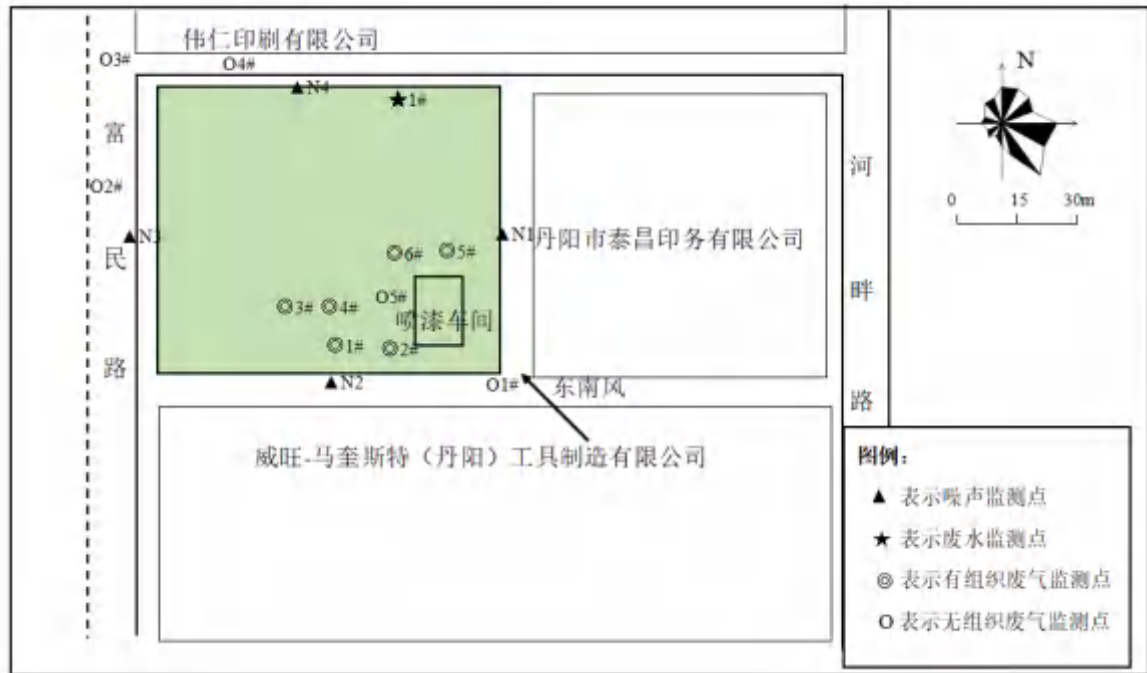 伟仁印刷有限公司
O3#
O4#
N
▲N4
★1#
富
民
路
河
畔
路
O2#
0 15 30m
▲N3
▲N1
丹阳市泰昌印务有限公司
◎6#
◎5#
O5#
◎3#
◎4#
喷漆车间
◎1#
◎2#
▲N2
O1#
东南风
威旺-马奎斯特（丹阳）工具制造有限公司
图例：
▲ 表示噪声监测点
★ 表示废水监测点
◎ 表示有组织废气监测点
O 表示无组织废气监测点